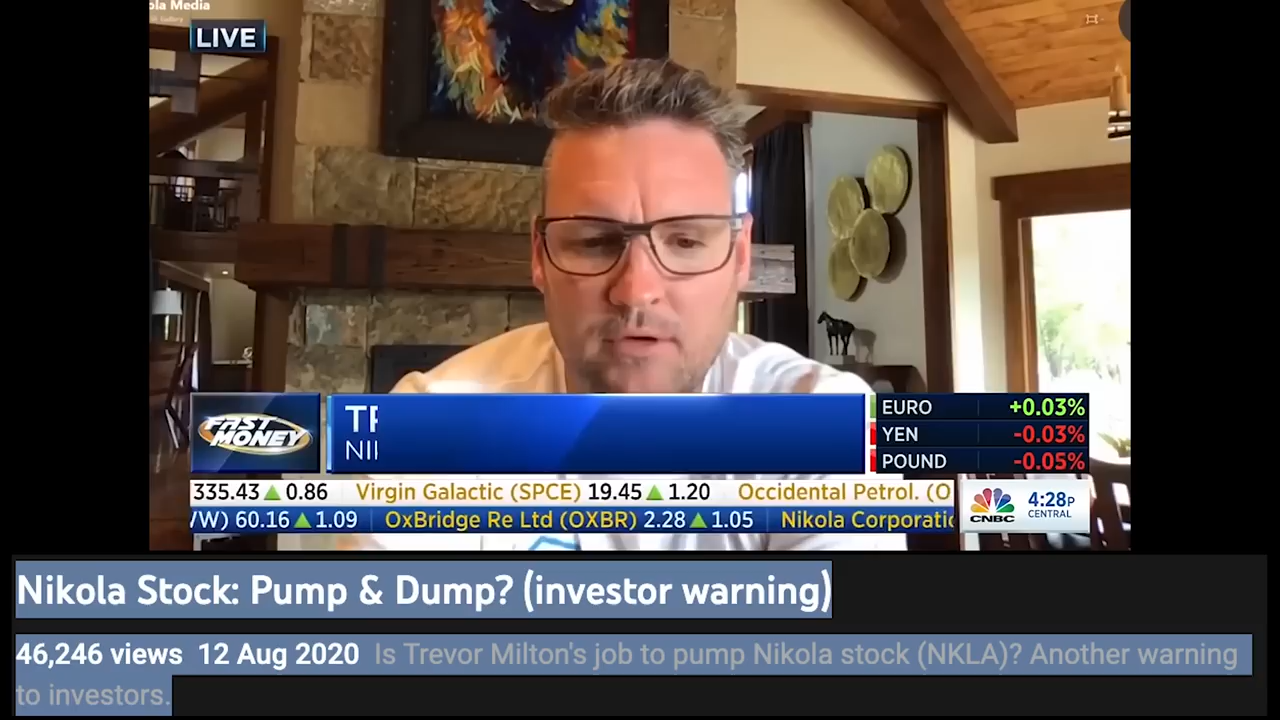 ola Media
LIVE
FAST MONEY
NI
EURO +0.03%
YEN -0.03%
POUND -0.05%
335.43 ▲ 0.86 Virgin Galactic (SPCE) 19.45 ▲ 1.20 Occidental Petrol. (O
W) 60.16 ▲ 1.09 OxBridge Re Ltd (OXBR) 2.28 ▲ 1.05 Nikola Corporati
CNBC
4:28P
CENTRAL
Nikola Stock: Pump & Dump? (investor warning)
46,246 views 12 Aug 2020 Is Trevor Milton's job to pump Nikola stock (NKLA)? Another warning
to investors.